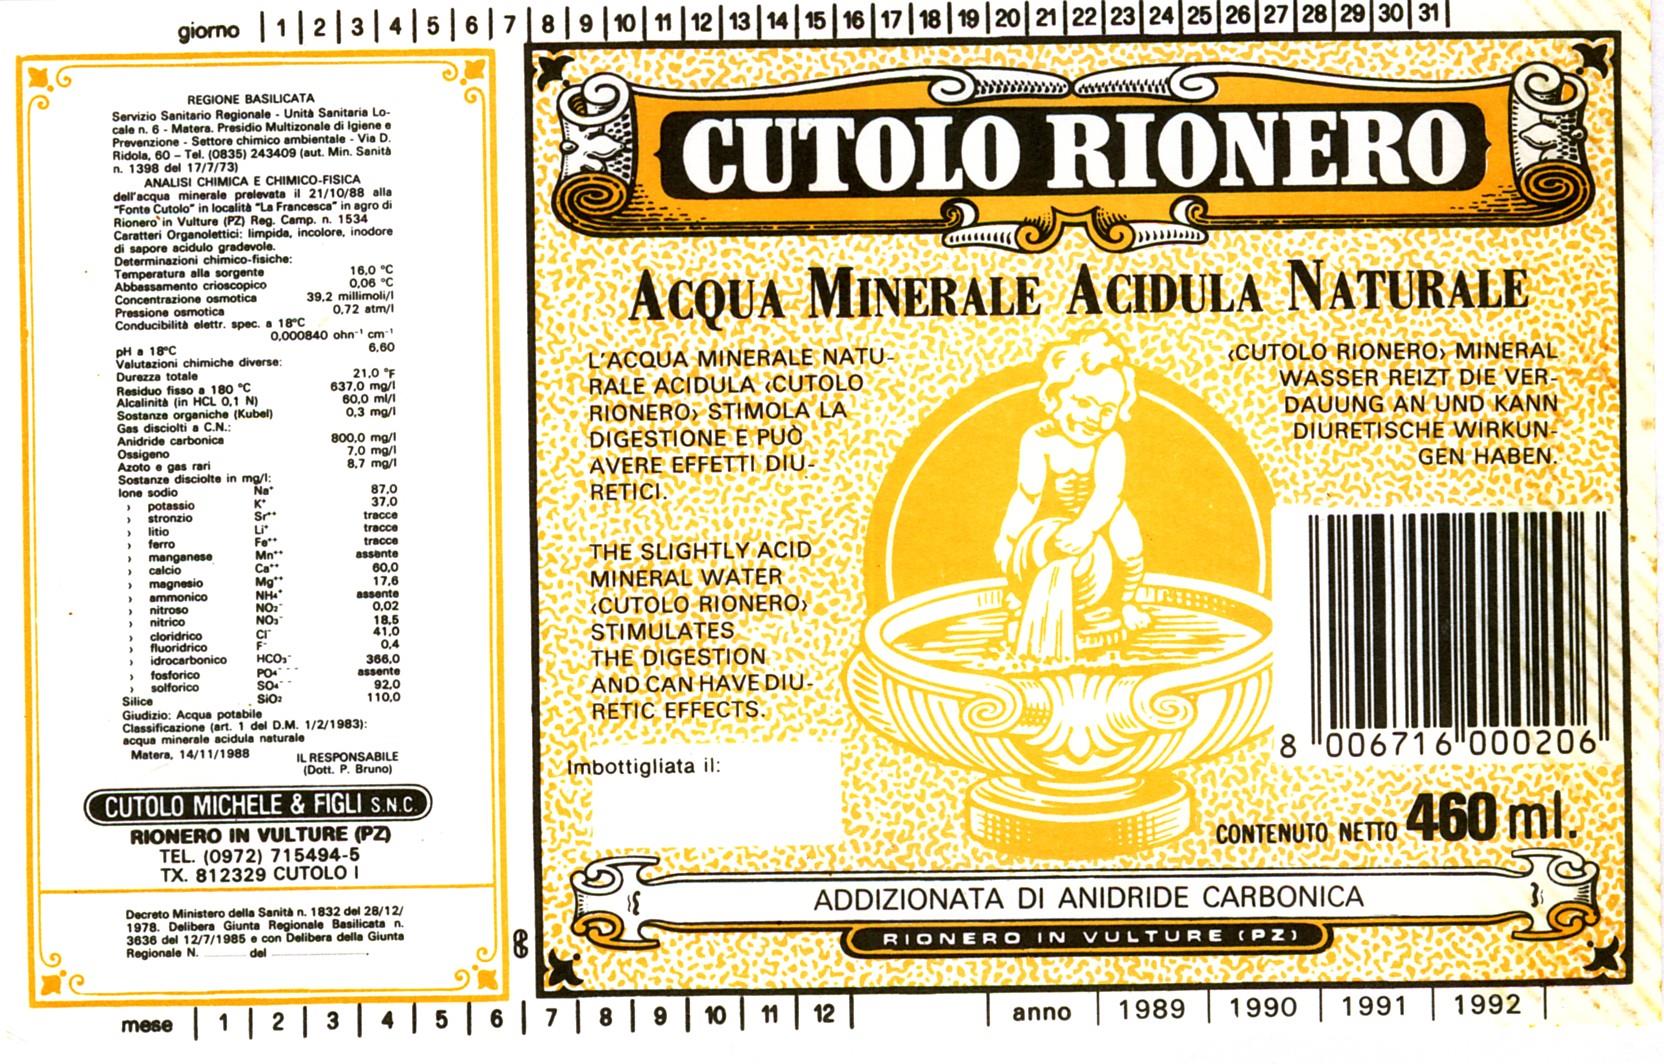 giorno | 1 | 2 | 3 | 4 | 5 | 6 | 7 | 8 | 9 | 10 | 11 | 12 | 13 | 14 | 15 | 16 | 17 | 18 | 19 | 20 | 21 | 22 | 23 | 24 | 25 | 26 | 27 | 28 | 29 | 30 | 31 |
REGIONE BASILICATA
Servizio Sanitario Regionale - Unità Sanitaria Lo-
cale n. 6 - Matera. Presidio Multizonale di Igiene e
Prevenzione - Settore chimico ambientale - Via D.
Ridola, 60 – Tel. (0835) 243409 (aut. Min. Sanità
n. 1398 del 17/7/73)
ANALISI CHIMICA E CHIMICO-FISICA
dell'acqua minerale prelevata il 21/10/88 alla
"Fonte Cutolo" in località "La Francesca" in agro di
Rionero in Vulture (PZ) Reg. Camp. n. 1534
Caratteri Organolettici: limpida, incolore, inodore
di sapore acidulo gradevole.
Determinazioni chimico-fisiche:
Temperatura alla sorgente 16,0 °C
Abbassamento crioscopico 0,06 °C
Concentrazione osmotica 39,2 millimoli/l
Pressione osmotica 0,72 atm/l
Conducibilità elettr. spec. a 18°C
0,000840 ohn⁻¹ cm⁻¹
pH a 18°C 6,60
Valutazioni chimiche diverse:
Durezza totale 21,0 °F
Residuo fisso a 180 °C 637,0 mg/l
Alcalinità (in HCL 0,1 N) 60,0 ml/l
Sostanze organiche (Kubel) 0,3 mg/l
Gas disciolti a C.N.:
Anidride carbonica 800,0 mg/l
Ossigeno 7,0 mg/l
Azoto e gas rari 8,7 mg/l
Sostanze disciolte in mg/l:
Ione sodio Na⁺ 87,0
› potassio K⁺ 37,0
› stronzio Sr⁺⁺ tracce
› litio Li⁺ tracce
› ferro Fe⁺⁺ tracce
› manganese Mn⁺⁺ assente
› calcio Ca⁺⁺ 60,0
› magnesio Mg⁺⁺ 17,6
› ammonico NH₄⁺ assente
› nitroso NO₂⁻ 0,02
› nitrico NO₃⁻ 18,5
› cloridrico Cl⁻ 41,0
› fluoridrico F⁻ 0,4
› idrocarbonico HCO₃⁻ 366,0
› fosforico PO₄⁻⁻⁻ assente
› solforico SO₄⁻⁻ 92,0
Silice SiO₂ 110,0
Giudizio: Acqua potabile
Classificazione (art. 1 del D.M. 1/2/1983):
acqua minerale acidula naturale
Matera, 14/11/1988 IL RESPONSABILE
(Dott. P. Bruno)
CUTOLO MICHELE & FIGLI S.N.C.
RIONERO IN VULTURE (PZ)
TEL. (0972) 715494-5
TX. 812329 CUTOLO I
Decreto Ministero della Sanità n. 1832 del 28/12/
1978. Delibera Giunta Regionale Basilicata n.
3636 del 12/7/1985 e con Delibera della Giunta
Regionale N. del .
CUTOLO RIONERO
ACQUA MINERALE ACIDULA NATURALE
L'ACQUA MINERALE NATU-
RALE ACIDULA ‹CUTOLO
RIONERO› STIMOLA LA
DIGESTIONE E PUÒ
AVERE EFFETTI DIU-
RETICI.
THE SLIGHTLY ACID
MINERAL WATER
‹CUTOLO RIONERO›
STIMULATES
THE DIGESTION
AND CAN HAVE DIU-
RETIC EFFECTS.
‹CUTOLO RIONERO› MINERAL
WASSER REIZT DIE VER-
DAUUNG AN UND KANN
DIURETISCHE WIRKUN-
GEN HABEN.
8 006716 000206
Imbottigliata il:
CONTENUTO NETTO 460 ml.
ADDIZIONATA DI ANIDRIDE CARBONICA
RIONERO IN VULTURE (PZ)
mese | 1 | 2 | 3 | 4 | 5 | 6 | 7 | 8 | 9 | 10 | 11 | 12 | | anno | 1989 | 1990 | 1991 | 1992 |